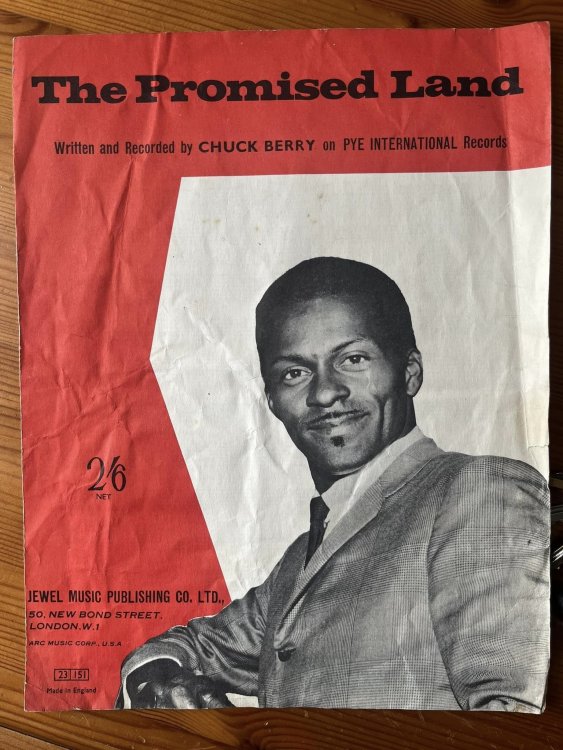 The Promised Land
Written and Recorded by CHUCK BERRY on PYE INTERNATIONAL Records
2/6
NET
JEWEL MUSIC PUBLISHING CO. LTD.,
50, NEW BOND STREET,
LONDON, W.1
ARC MUSIC CORP., U.S.A
23 151
Made in England